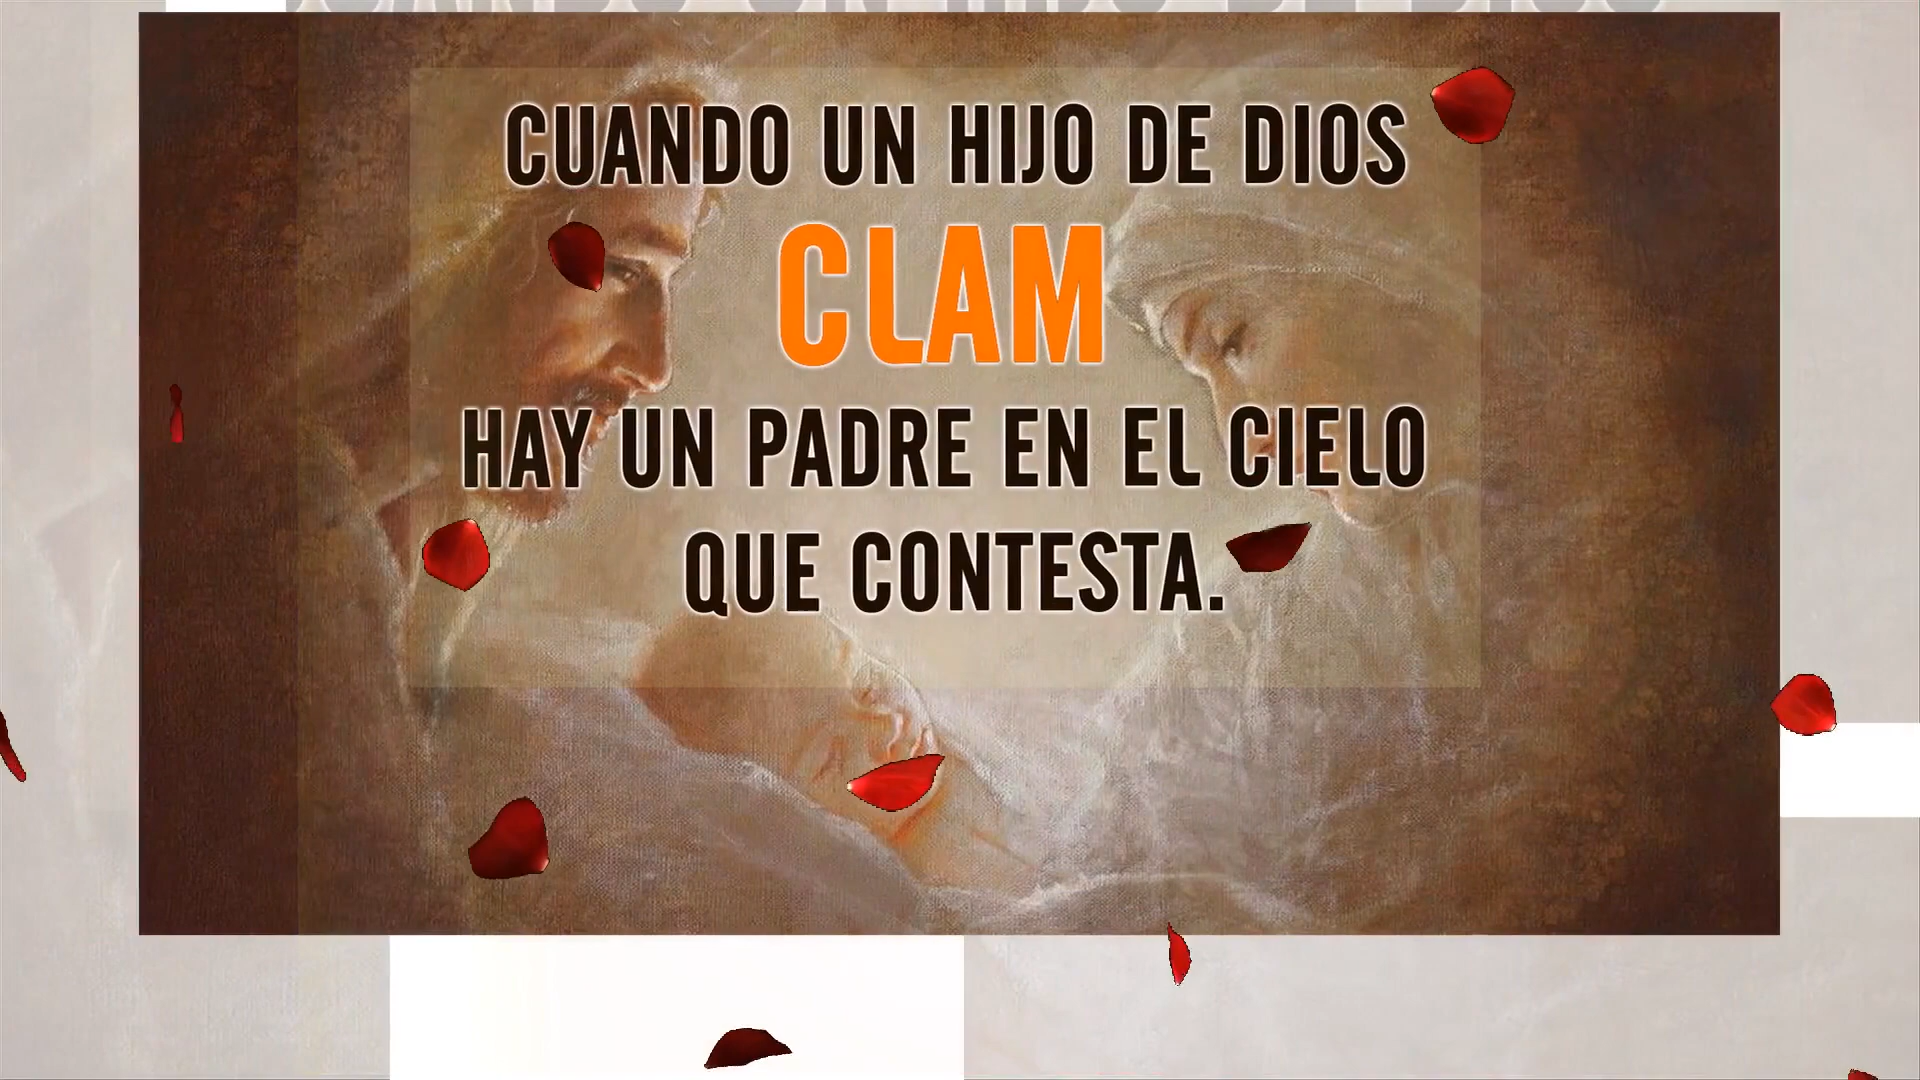 CUANDO UN HIJO DE DIOS
CLAM
HAY UN PADRE EN EL CIELO
QUE CONTESTA.